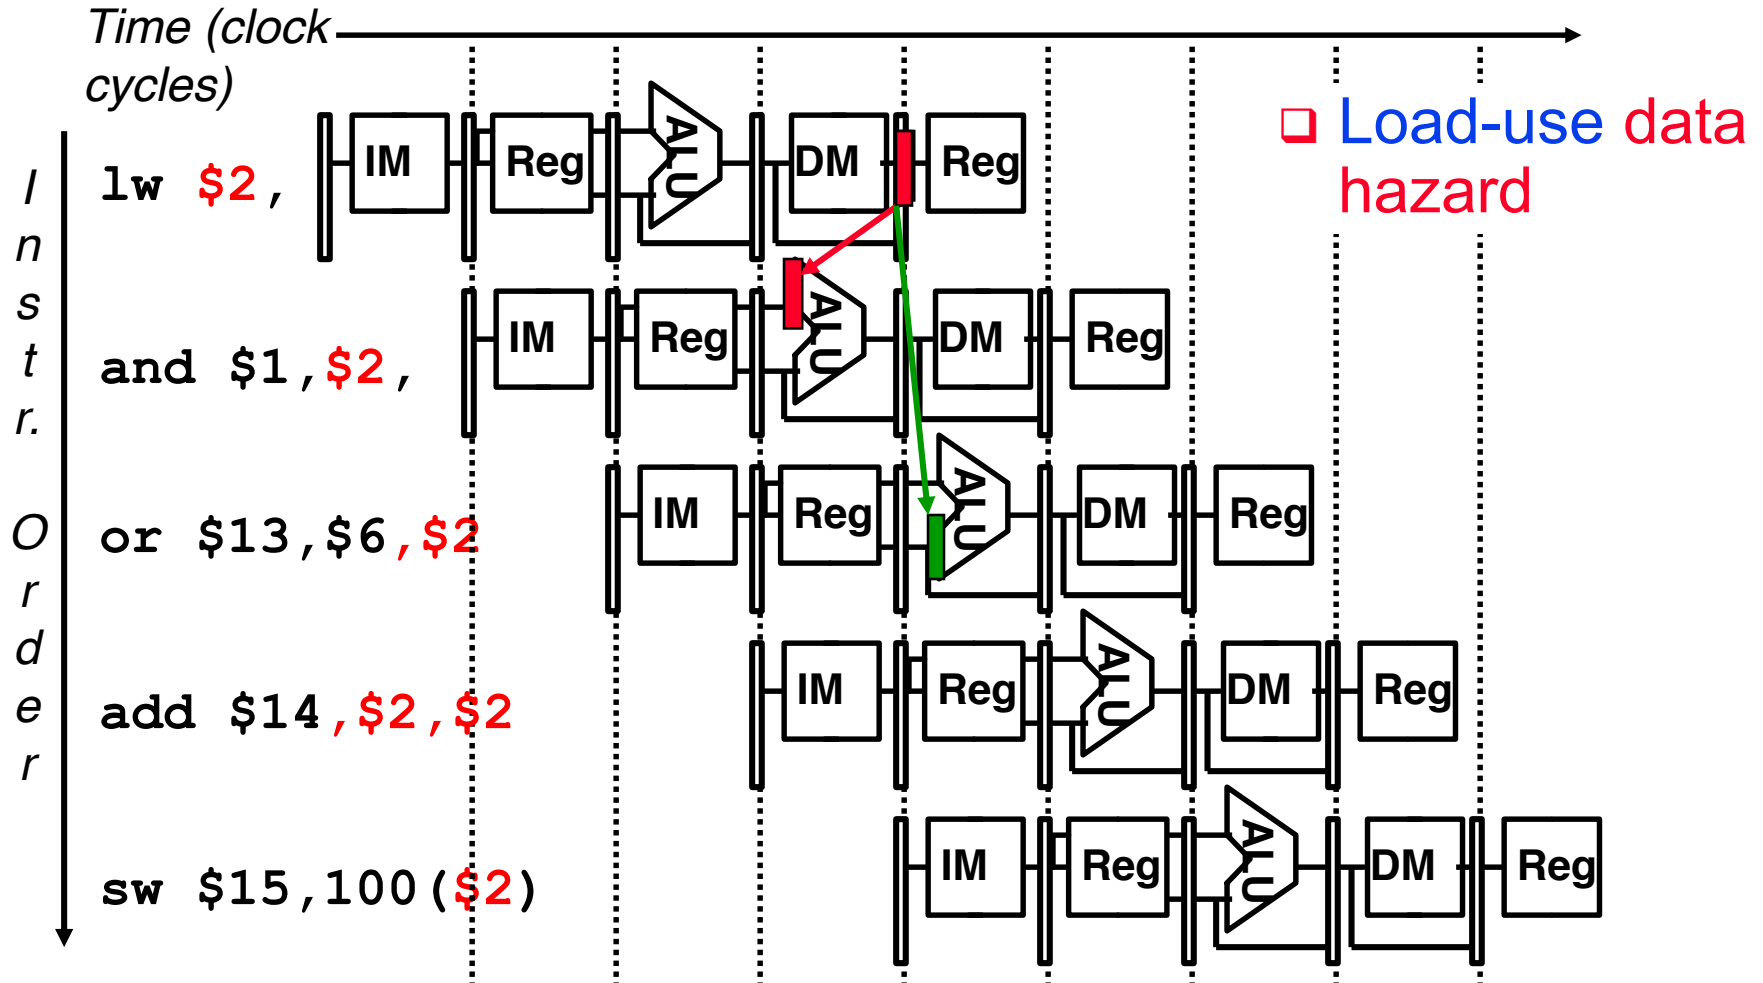 Time (clock
cycles)
❑ Load-use data
hazard
Instr. Order
lw $2,
IM Reg ALU DM Reg
and $1,$2,
IM Reg ALU DM Reg
or $13,$6,$2
IM Reg ALU DM Reg
add $14,$2,$2
IM Reg ALU DM Reg
sw $15,100($2)
IM Reg ALU DM Reg